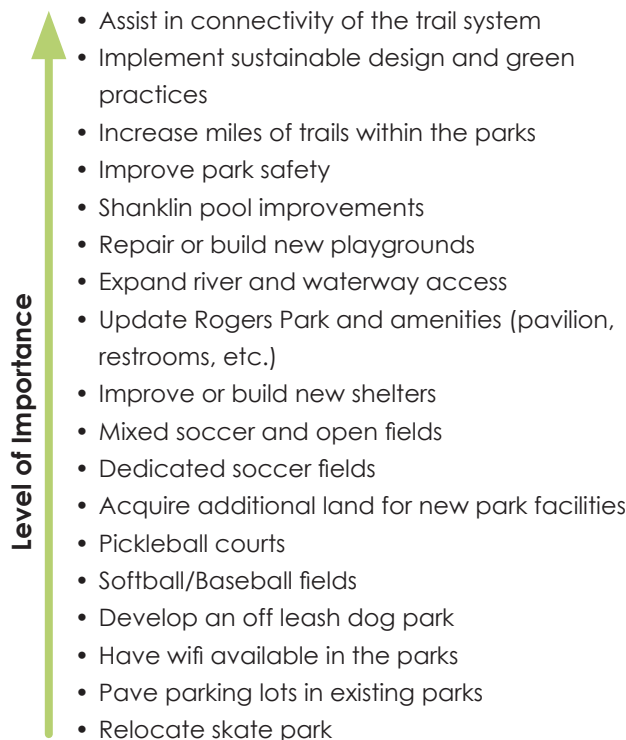 • Assist in connectivity of the trail system
• Implement sustainable design and green
practices
• Increase miles of trails within the parks
• Improve park safety
• Shanklin pool improvements
• Repair or build new playgrounds
• Expand river and waterway access
• Update Rogers Park and amenities (pavilion,
restrooms, etc.)
• Improve or build new shelters
• Mixed soccer and open fields
• Dedicated soccer fields
• Acquire additional land for new park facilities
• Pickleball courts
• Softball/Baseball fields
• Develop an off leash dog park
• Have wifi available in the parks
• Pave parking lots in existing parks
• Relocate skate park
Level of Importance